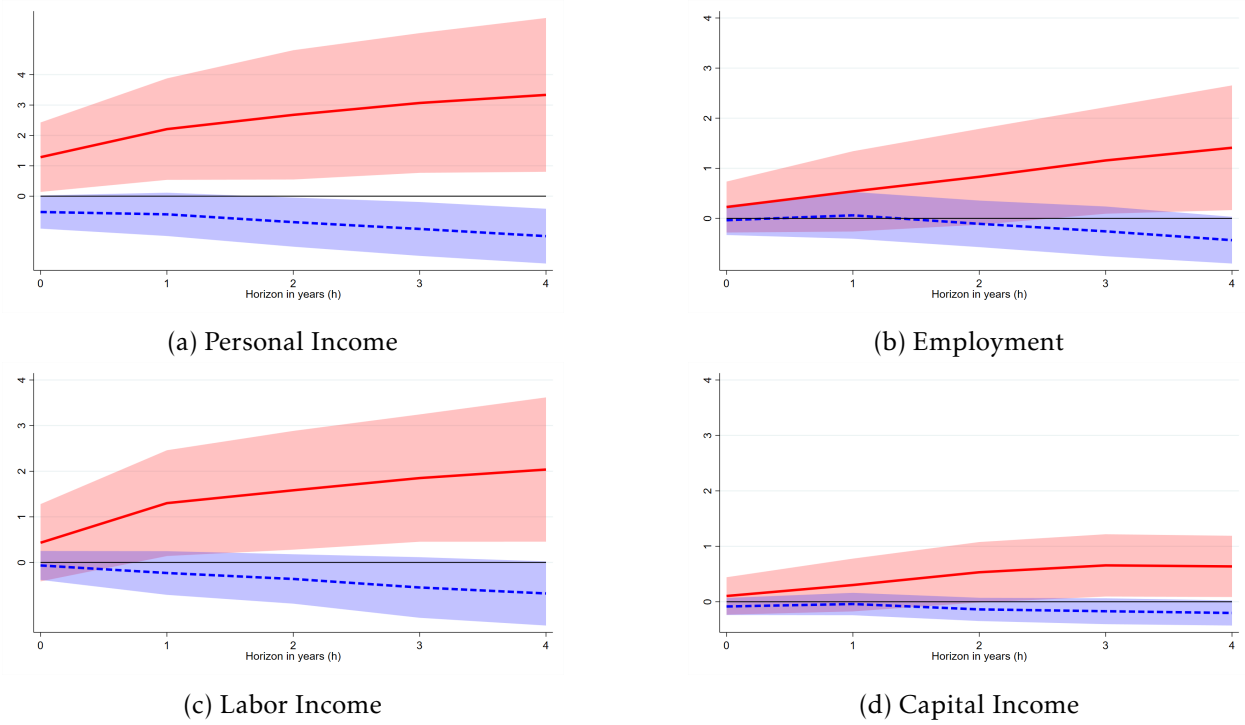 4
3
2
1
0
0 1 2 3 4
Horizon in years (h)
(a) Personal Income
4
3
2
1
0
0 1 2 3 4
Horizon in years (h)
(b) Employment
4
3
2
1
0
0 1 2 3 4
Horizon in years (h)
(c) Labor Income
4
3
2
1
0
0 1 2 3 4
Horizon in years (h)
(d) Capital Income